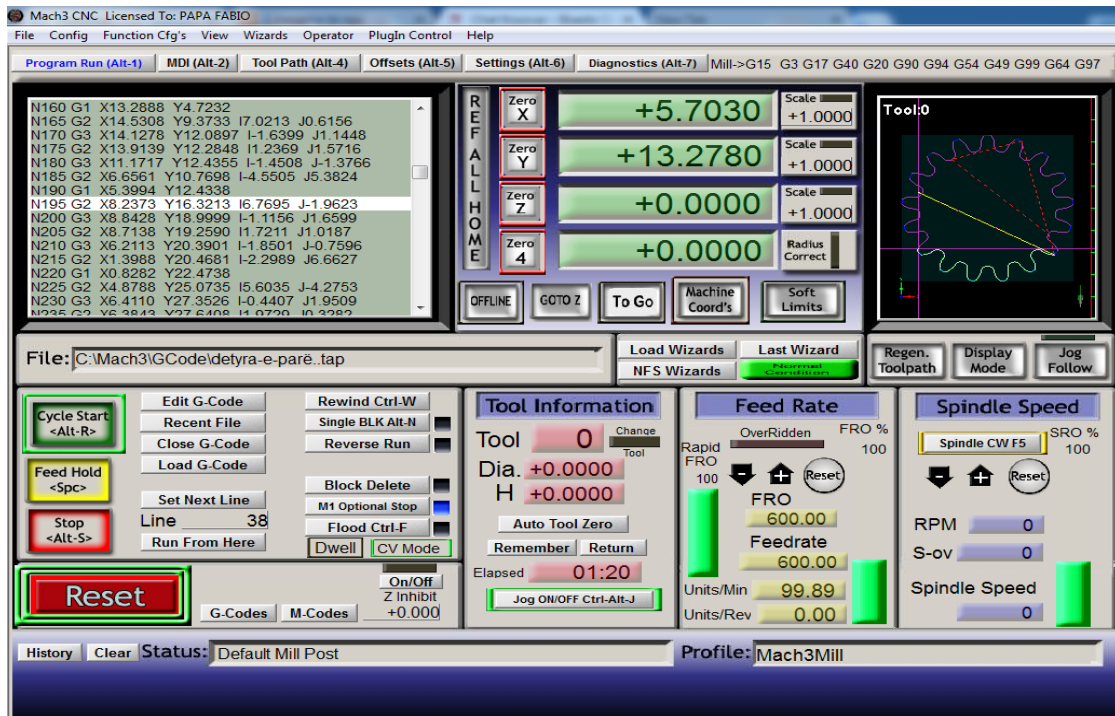 Mach3 CNC Licensed To: PAPA FABIO
File Config Function Cfg's View Wizards Operator PlugIn Control Help
Program Run (Alt-1) MDI (Alt-2) Tool Path (Alt-4) Offsets (Alt-5) Settings (Alt-6) Diagnostics (Alt-7) Mill->G15 G3 G17 G40 G20 G90 G94 G54 G49 G99 G64 G97
N160 G1 X13.2888 Y4.7232
N165 G2 X14.5308 Y9.3733 I7.0213 J0.6156
N170 G3 X14.1278 Y12.0897 I-1.6399 J1.1448
N175 G2 X13.9139 Y12.2848 I1.2369 J1.5716
N180 G3 X11.1717 Y12.4355 I-1.4508 J-1.3766
N185 G2 X6.6561 Y10.7698 I-4.5505 J5.3824
N190 G1 X5.3994 Y12.4338
N195 G2 X8.2373 Y16.3213 I6.7695 J-1.9623
N200 G3 X8.8428 Y18.9999 I-1.1156 J1.6599
N205 G2 X8.7138 Y19.2590 I1.7211 J1.0187
N210 G3 X6.2113 Y20.3901 I-1.8501 J-0.7596
N215 G2 X1.3988 Y20.4681 I-2.2989 J6.6627
N220 G1 X0.8282 Y22.4738
N225 G2 X4.8788 Y25.0735 I5.6035 J-4.2753
N230 G3 X6.4110 Y27.3526 I-0.4407 J1.9509
N235 G2 X6.3843 Y27.6408 I1.9729 J0.3282
REF ALL HOME
Zero X +5.7030 Scale +1.0000
Zero Y +13.2780 Scale +1.0000
Zero Z +0.0000 Scale +1.0000
Zero 4 +0.0000 Radius Correct
OFFLINE GOTO Z To Go Machine Coord's Soft Limits
Tool:0
File: C:\Mach3\GCode\detyra-e-parë..tap
Load Wizards Last Wizard
NFS Wizards Normal Condition
Regen. Toolpath Display Mode Jog Follow
Cycle Start <Alt-R>
Feed Hold <Spc>
Stop <Alt-S>
Edit G-Code
Recent File
Close G-Code
Load G-Code
Set Next Line
Line 38
Run From Here
Rewind Ctrl-W
Single BLK Alt-N
Reverse Run
Block Delete
M1 Optional Stop
Flood Ctrl-F
Dwell CV Mode
Reset
G-Codes M-Codes
On/Off
Z Inhibit
+0.000
Tool Information
Tool 0 Change Tool
Dia. +0.0000
H +0.0000
Auto Tool Zero
Remember Return
Elapsed 01:20
Jog ON/OFF Ctrl-Alt-J
Feed Rate
OverRidden FRO %
100
Rapid FRO
100
Reset
FRO
600.00
Feedrate
600.00
Units/Min 99.89
Units/Rev 0.00
Spindle Speed
Spindle CW F5 SRO %
100
Reset
RPM 0
S-ov 0
Spindle Speed
0
History Clear Status: Default Mill Post Profile: Mach3Mill